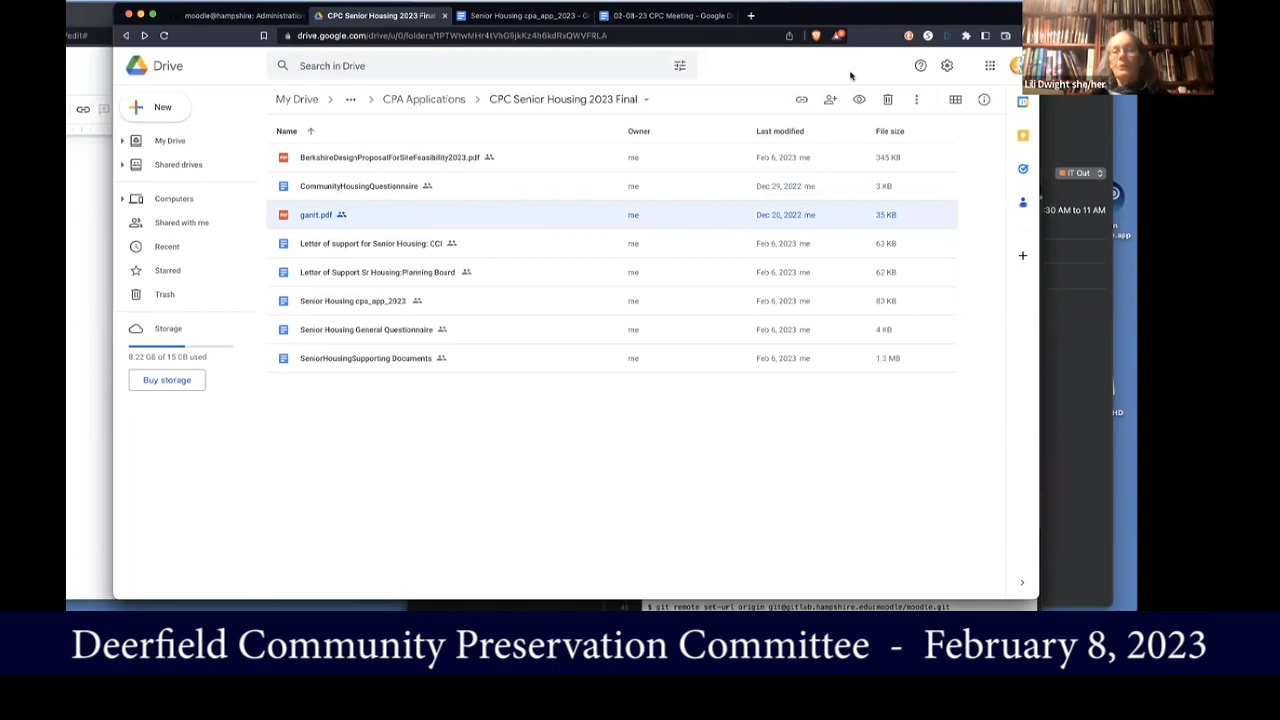 moodle@hampshire: Administration
CPC Senior Housing 2023 Final
Senior Housing cpa_app_2023 - G
02-08-23 CPC Meeting - Google D
edit#
drive.google.com/drive/u/0/folders/1PTWtwMHr4tVhG9jkKz4h6kdRxQWVFRLA
Drive
Search in Drive
Lili Dwight she/her
New
My Drive
CPA Applications
CPC Senior Housing 2023 Final
Name
Owner
Last modified
File size
My Drive
BerkshireDesignProposalForSiteFeasibility2023.pdf
me
Feb 6, 2023 me
345 KB
Shared drives
CommunityHousingQuestionnaire
me
Dec 29, 2022 me
3 KB
IT Out
Computers
gantt.pdf
me
Dec 20, 2022 me
35 KB
:30 AM to 11 AM
Shared with me
Recent
Letter of support for Senior Housing: CCI
me
Feb 6, 2023 me
63 KB
.app
Starred
Letter of Support Sr Housing:Planning Board
me
Feb 6, 2023 me
62 KB
Trash
Senior Housing cpa_app_2023
me
Feb 6, 2023 me
83 KB
Storage
Senior Housing General Questionnaire
me
Feb 6, 2023 me
4 KB
8.22 GB of 15 GB used
SeniorHousingSupporting Documents
me
Feb 6, 2023 me
1.3 MB
Buy storage
HD
$ git remote set-url origin git@gitlab.hampshire.edu:moodle/moodle.git
Deerfield Community Preservation Committee - February 8, 2023